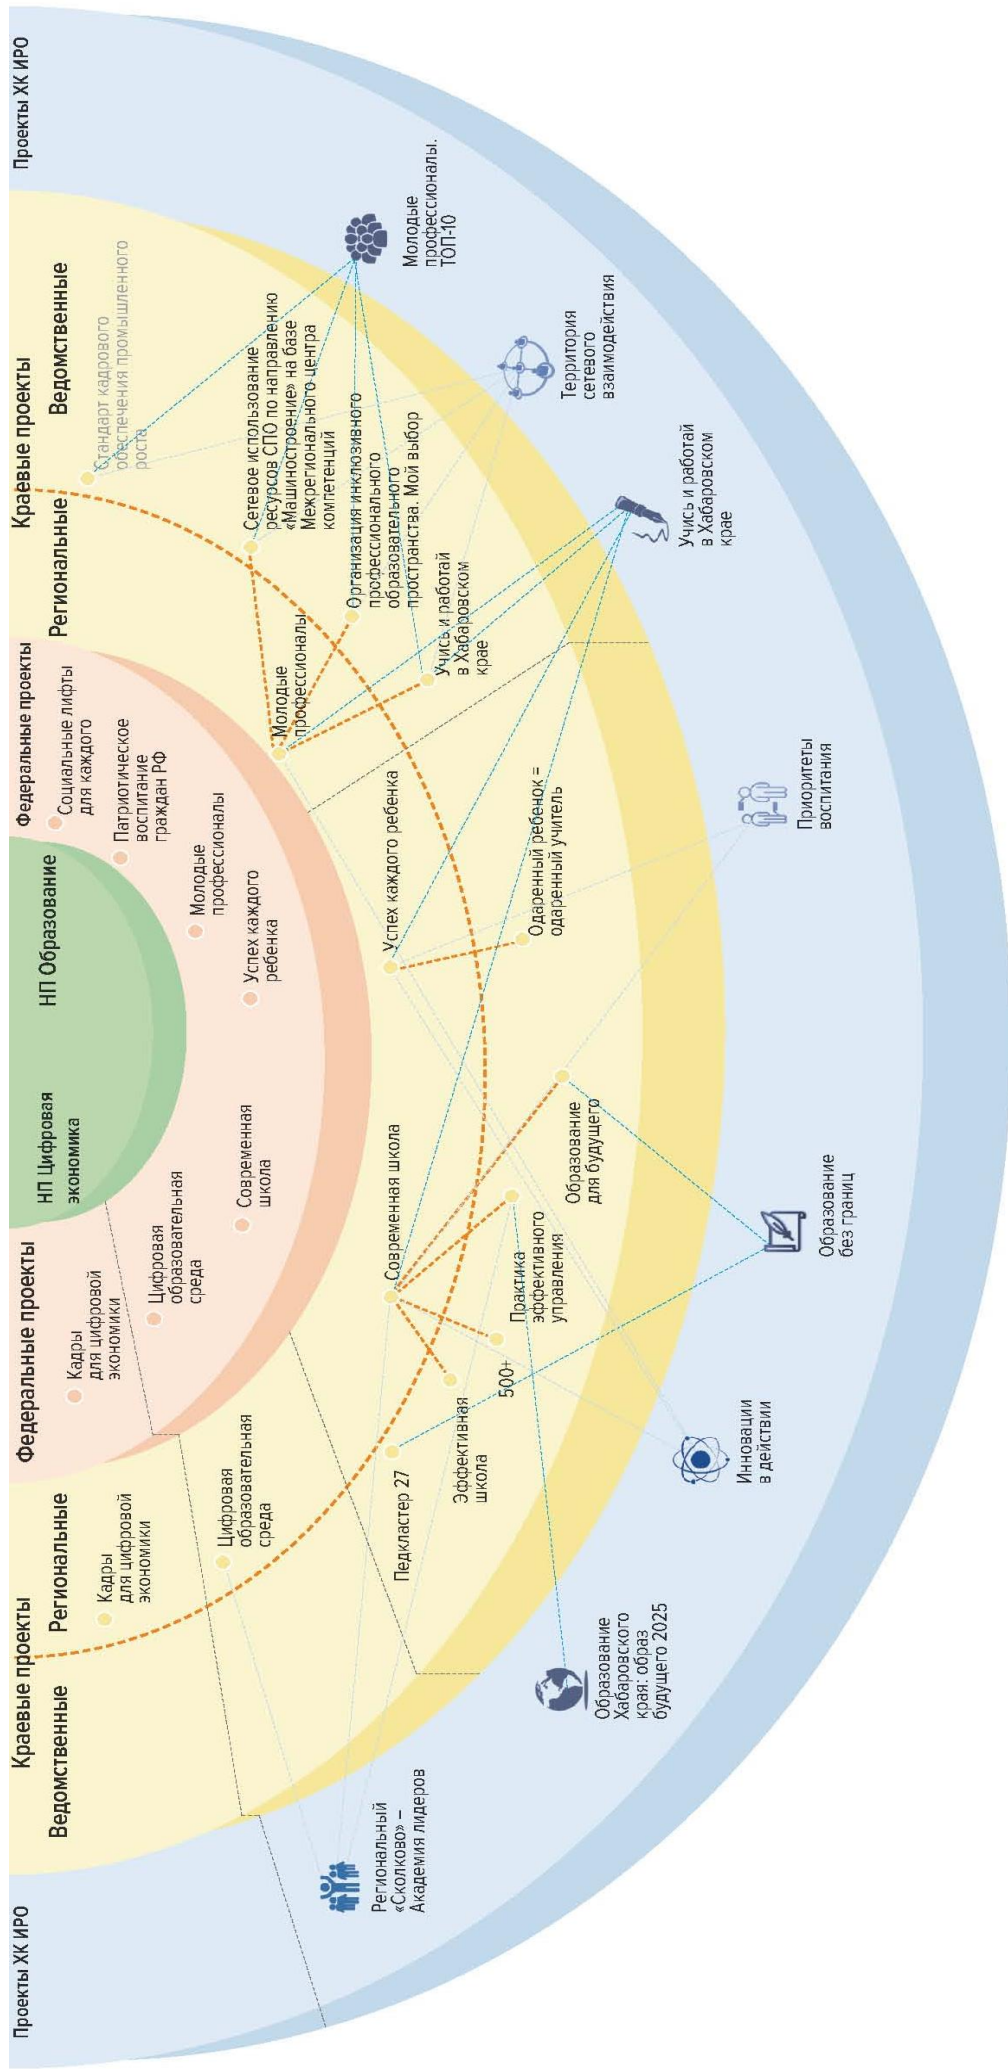 Проекты ХК ИРО
Краевые проекты
Ведомственные
Региональные
Федеральные проекты
НП Цифровая
экономика
НП Образование
Федеральные проекты
Краевые проекты
Региональные
Ведомственные
Проекты ХК ИРО
Кадры
для цифровой
экономики
Цифровая
образовательная
среда
Современная
школа
Успех каждого
ребенка
Молодые
профессионалы
Патриотическое
воспитание
граждан РФ
Социальные лифты
для каждого
Кадры
для цифровой
экономики
Цифровая
образовательная
среда
Педкластер 27
Эффективная
школа
500+
Современная школа
Практика
эффективного
управления
Образование
для будущего
Успех каждого ребенка
Одаренный ребенок =
одаренный учитель
Молодые
профессионалы
Учись и работай
в Хабаровском
крае
Организация инклюзивного
профессионального
образовательного
пространства. Мой выбор
Сетевое использование
ресурсов СПО по направлению
«Машиностроение» на базе
Межрегионального центра
компетенций
Стандарт кадрового
обеспечения промышленного
роста
Региональный
«Сколково» –
Академия лидеров
Образование
Хабаровского
края: образ
будущего 2025
Инновации
в действии
Образование
без границ
Приоритеты
воспитания
Учись и работай
в Хабаровском
крае
Территория
сетевого
взаимодействия
Молодые
профессионалы.
ТОП-10